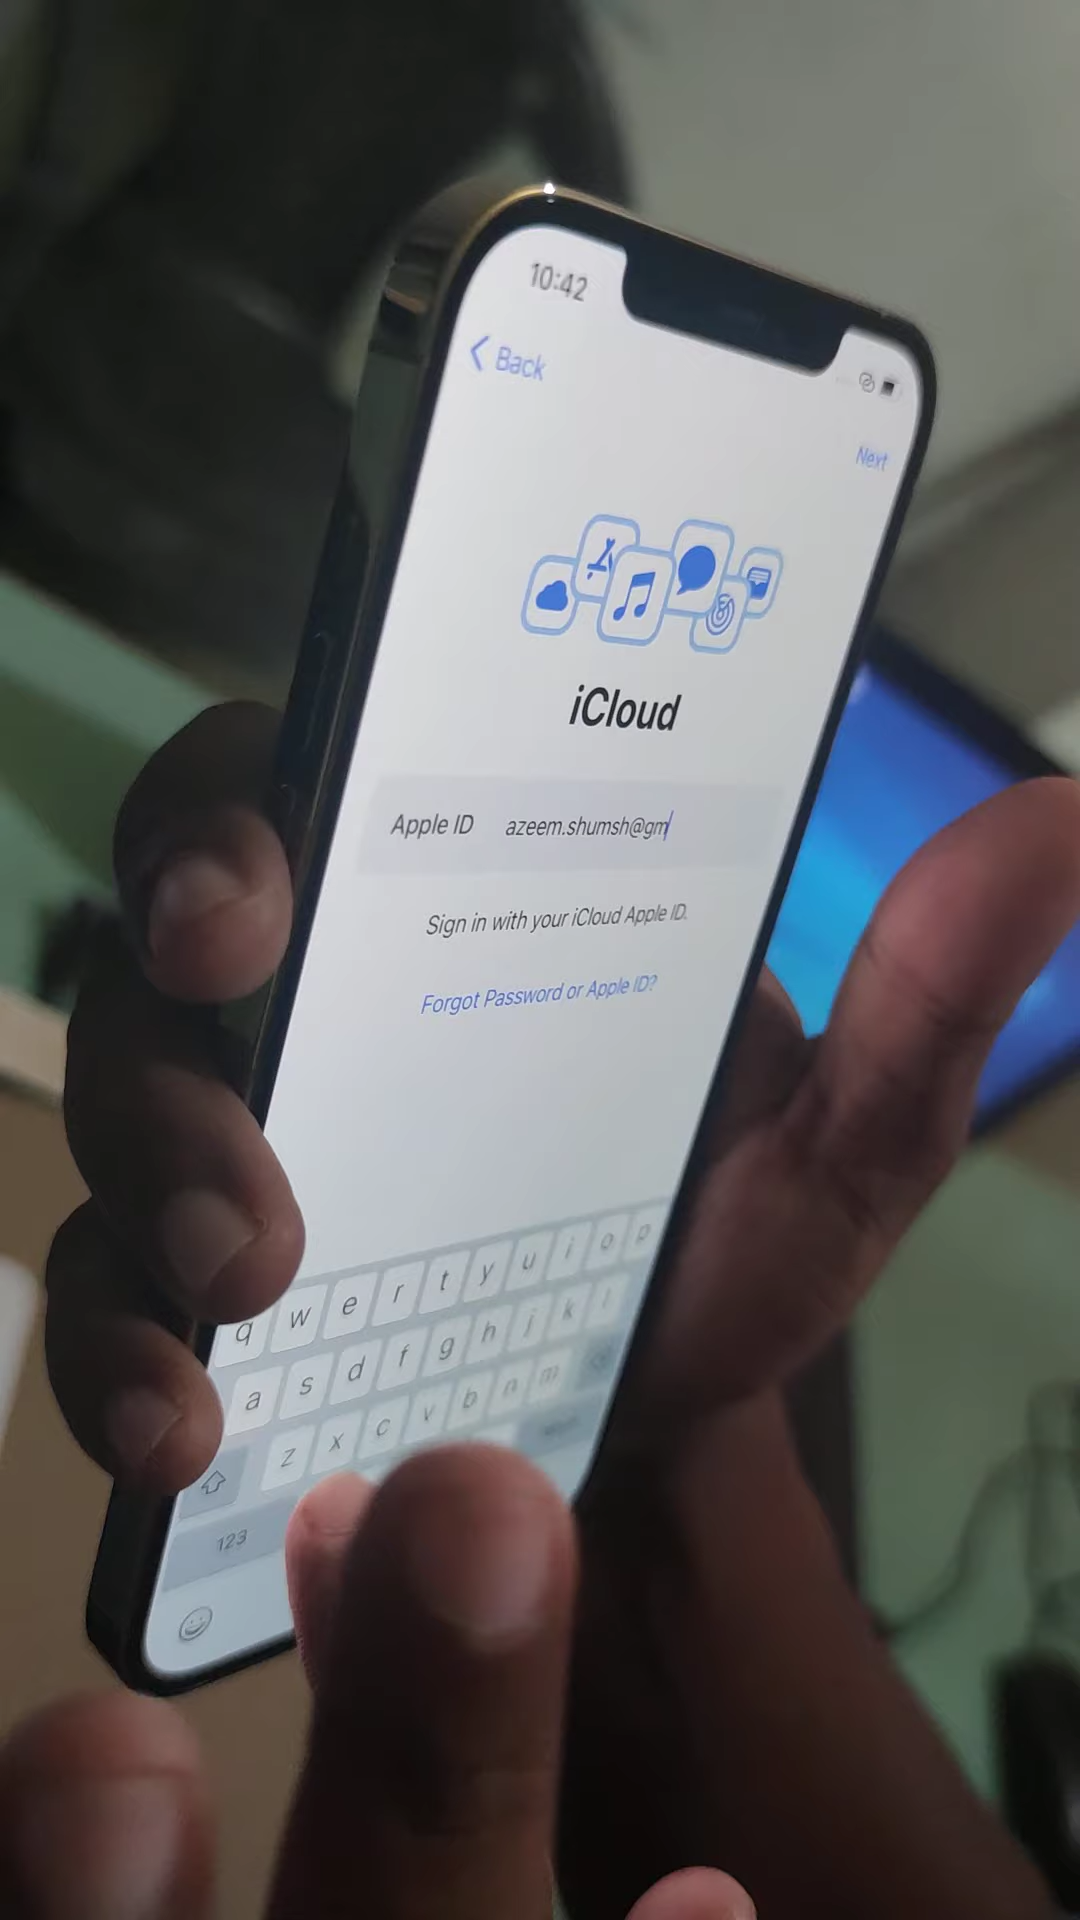 10:42
Back
Next
iCloud
Apple ID azeem.shumsh@gm
Sign in with your iCloud Apple ID.
Forgot Password or Apple ID?
q w e r t y u i o p
a s d f g h j k l
z x c v b n m
123